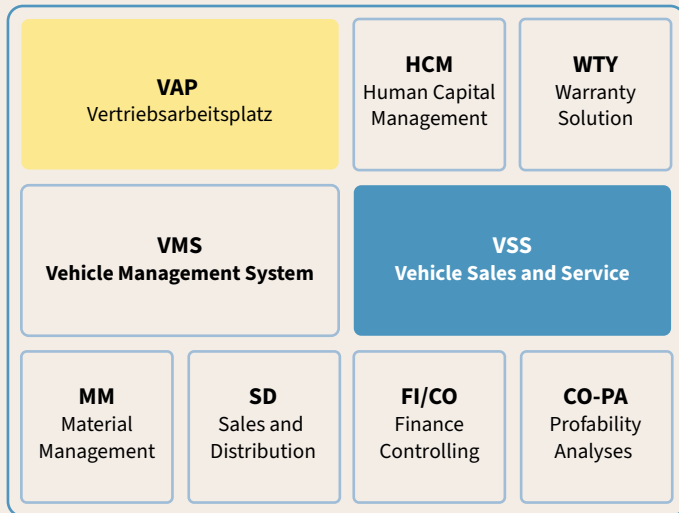 VAP
Vertriebsarbeitsplatz
HCM
Human Capital
Management
WTY
Warranty
Solution
VMS
Vehicle Management System
VSS
Vehicle Sales and Service
MM
Material
Management
SD
Sales and
Distribution
FI/CO
Finance
Controlling
CO-PA
Profability
Analyses